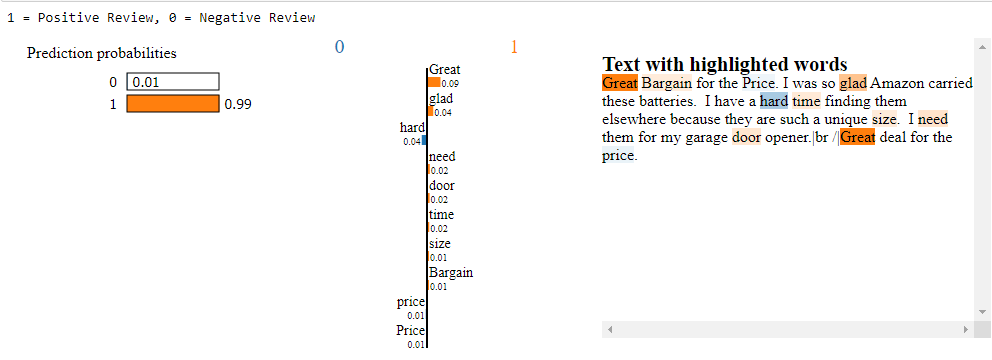 1 = Positive Review, 0 = Negative Review
Prediction probabilities
0 0.01
1 0.99
0 1
Great
0.09
glad
0.04
hard
0.04
need
0.02
door
0.02
time
0.02
size
0.01
Bargain
0.01
price
0.01
Price
0.01
Text with highlighted words
Great Bargain for the Price. I was so glad Amazon carried
these batteries.  I have a hard time finding them
elsewhere because they are such a unique size.  I need
them for my garage door opener.|br /|Great deal for the
price.